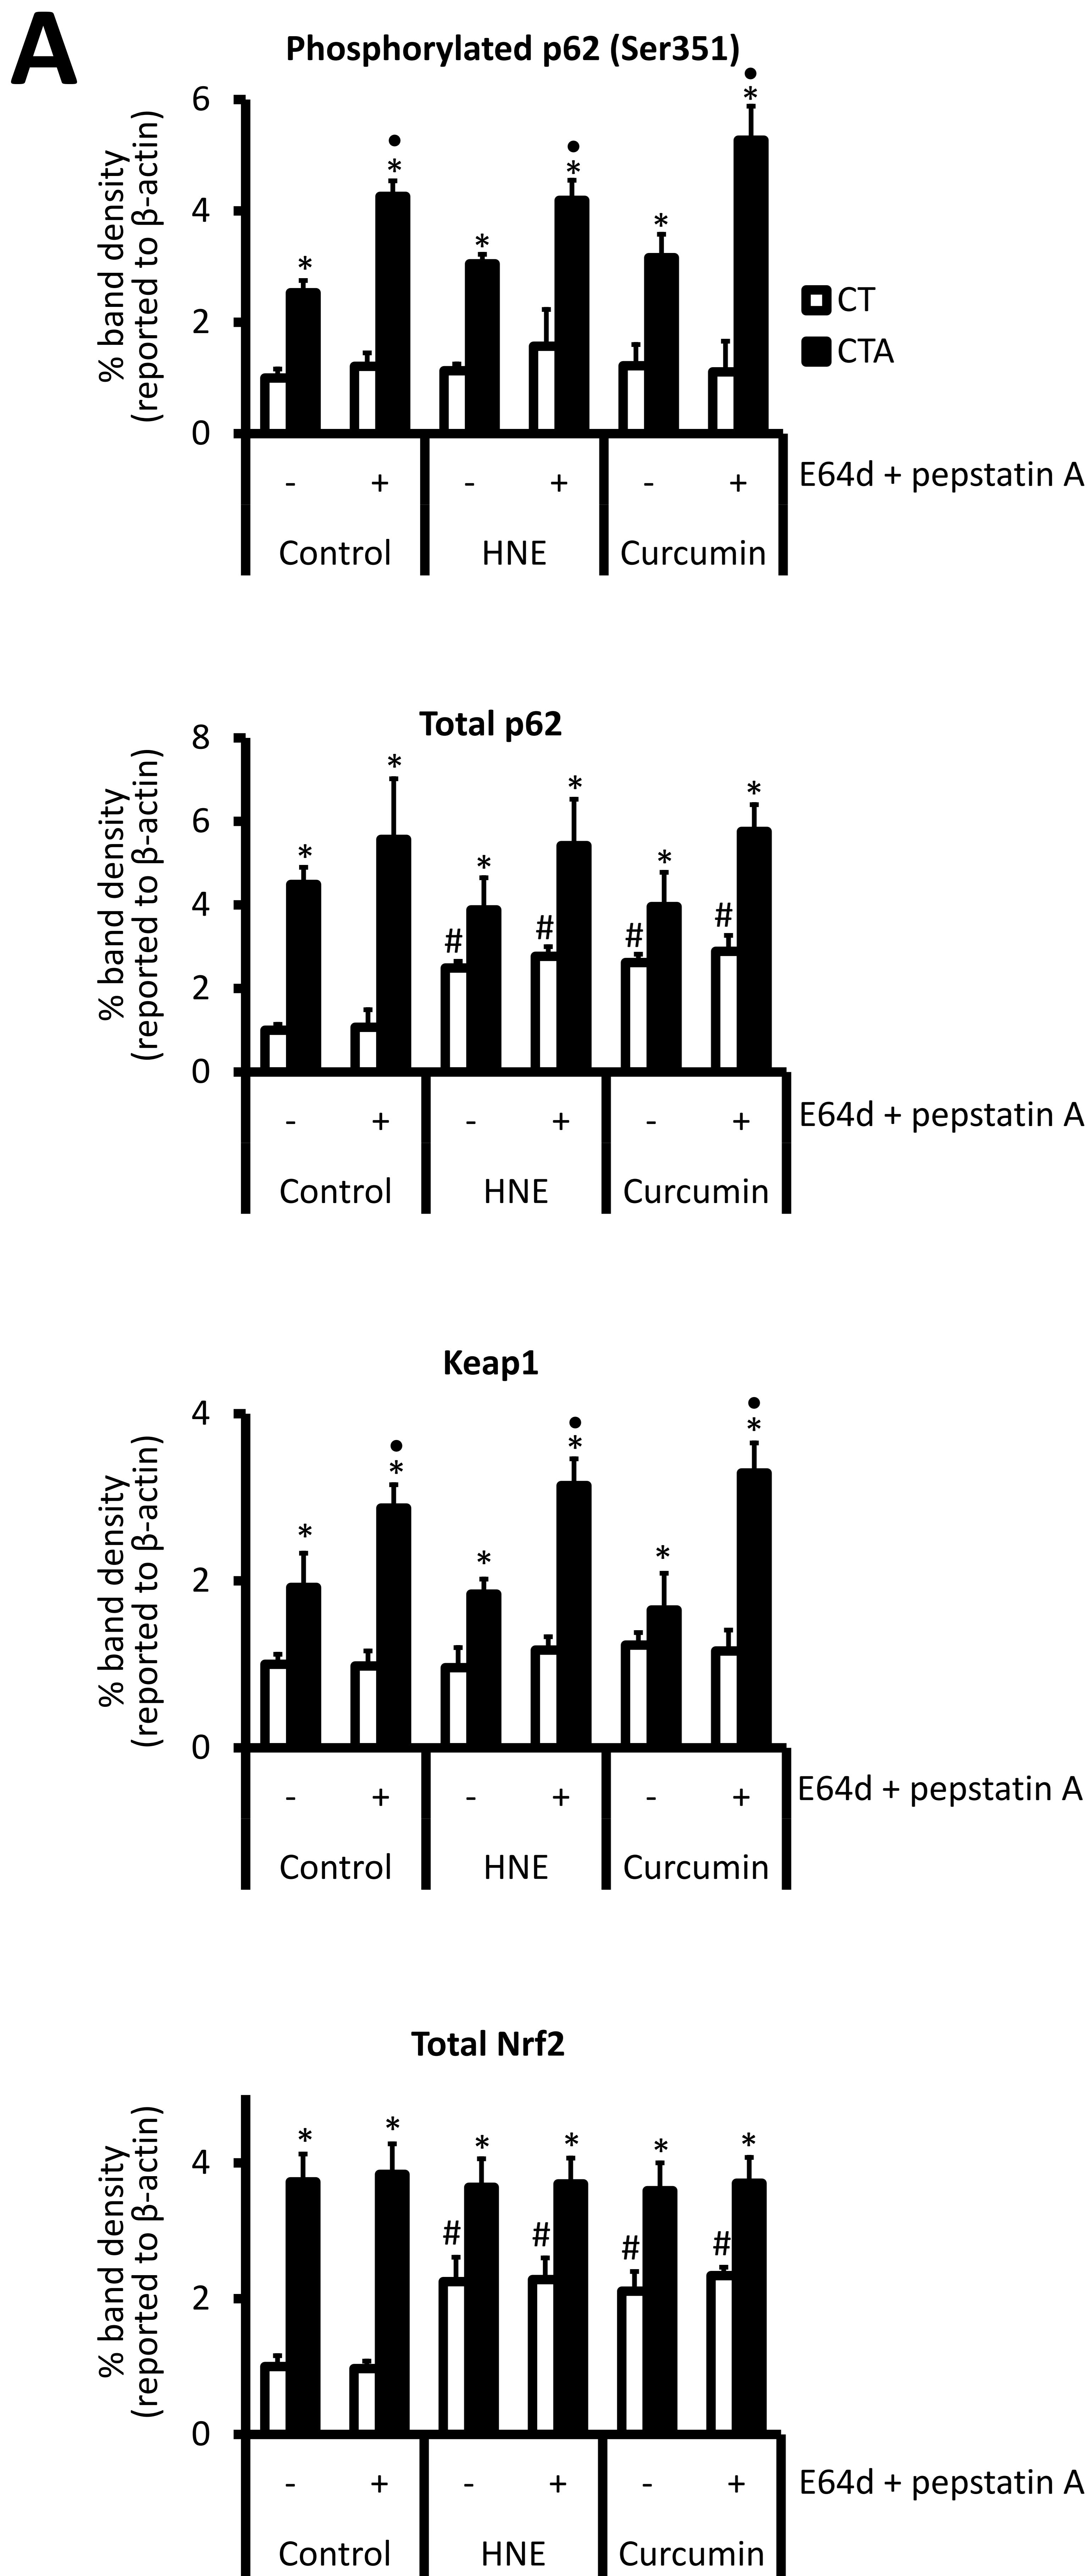 A
Phosphorylated p62 (Ser351)
% band density
(reported to β-actin)
6
4
2
0
* • * * • * * • *
CT
CTA
- + - + - + E64d + pepstatin A
Control HNE Curcumin
Total p62
% band density
(reported to β-actin)
8
6
4
2
0
* * # * # * # * # *
- + - + - + E64d + pepstatin A
Control HNE Curcumin
Keap1
% band density
(reported to β-actin)
4
2
0
* • * * • * * • *
- + - + - + E64d + pepstatin A
Control HNE Curcumin
Total Nrf2
% band density
(reported to β-actin)
4
2
0
* * # * # * # * # *
- + - + - + E64d + pepstatin A
Control HNE Curcumin